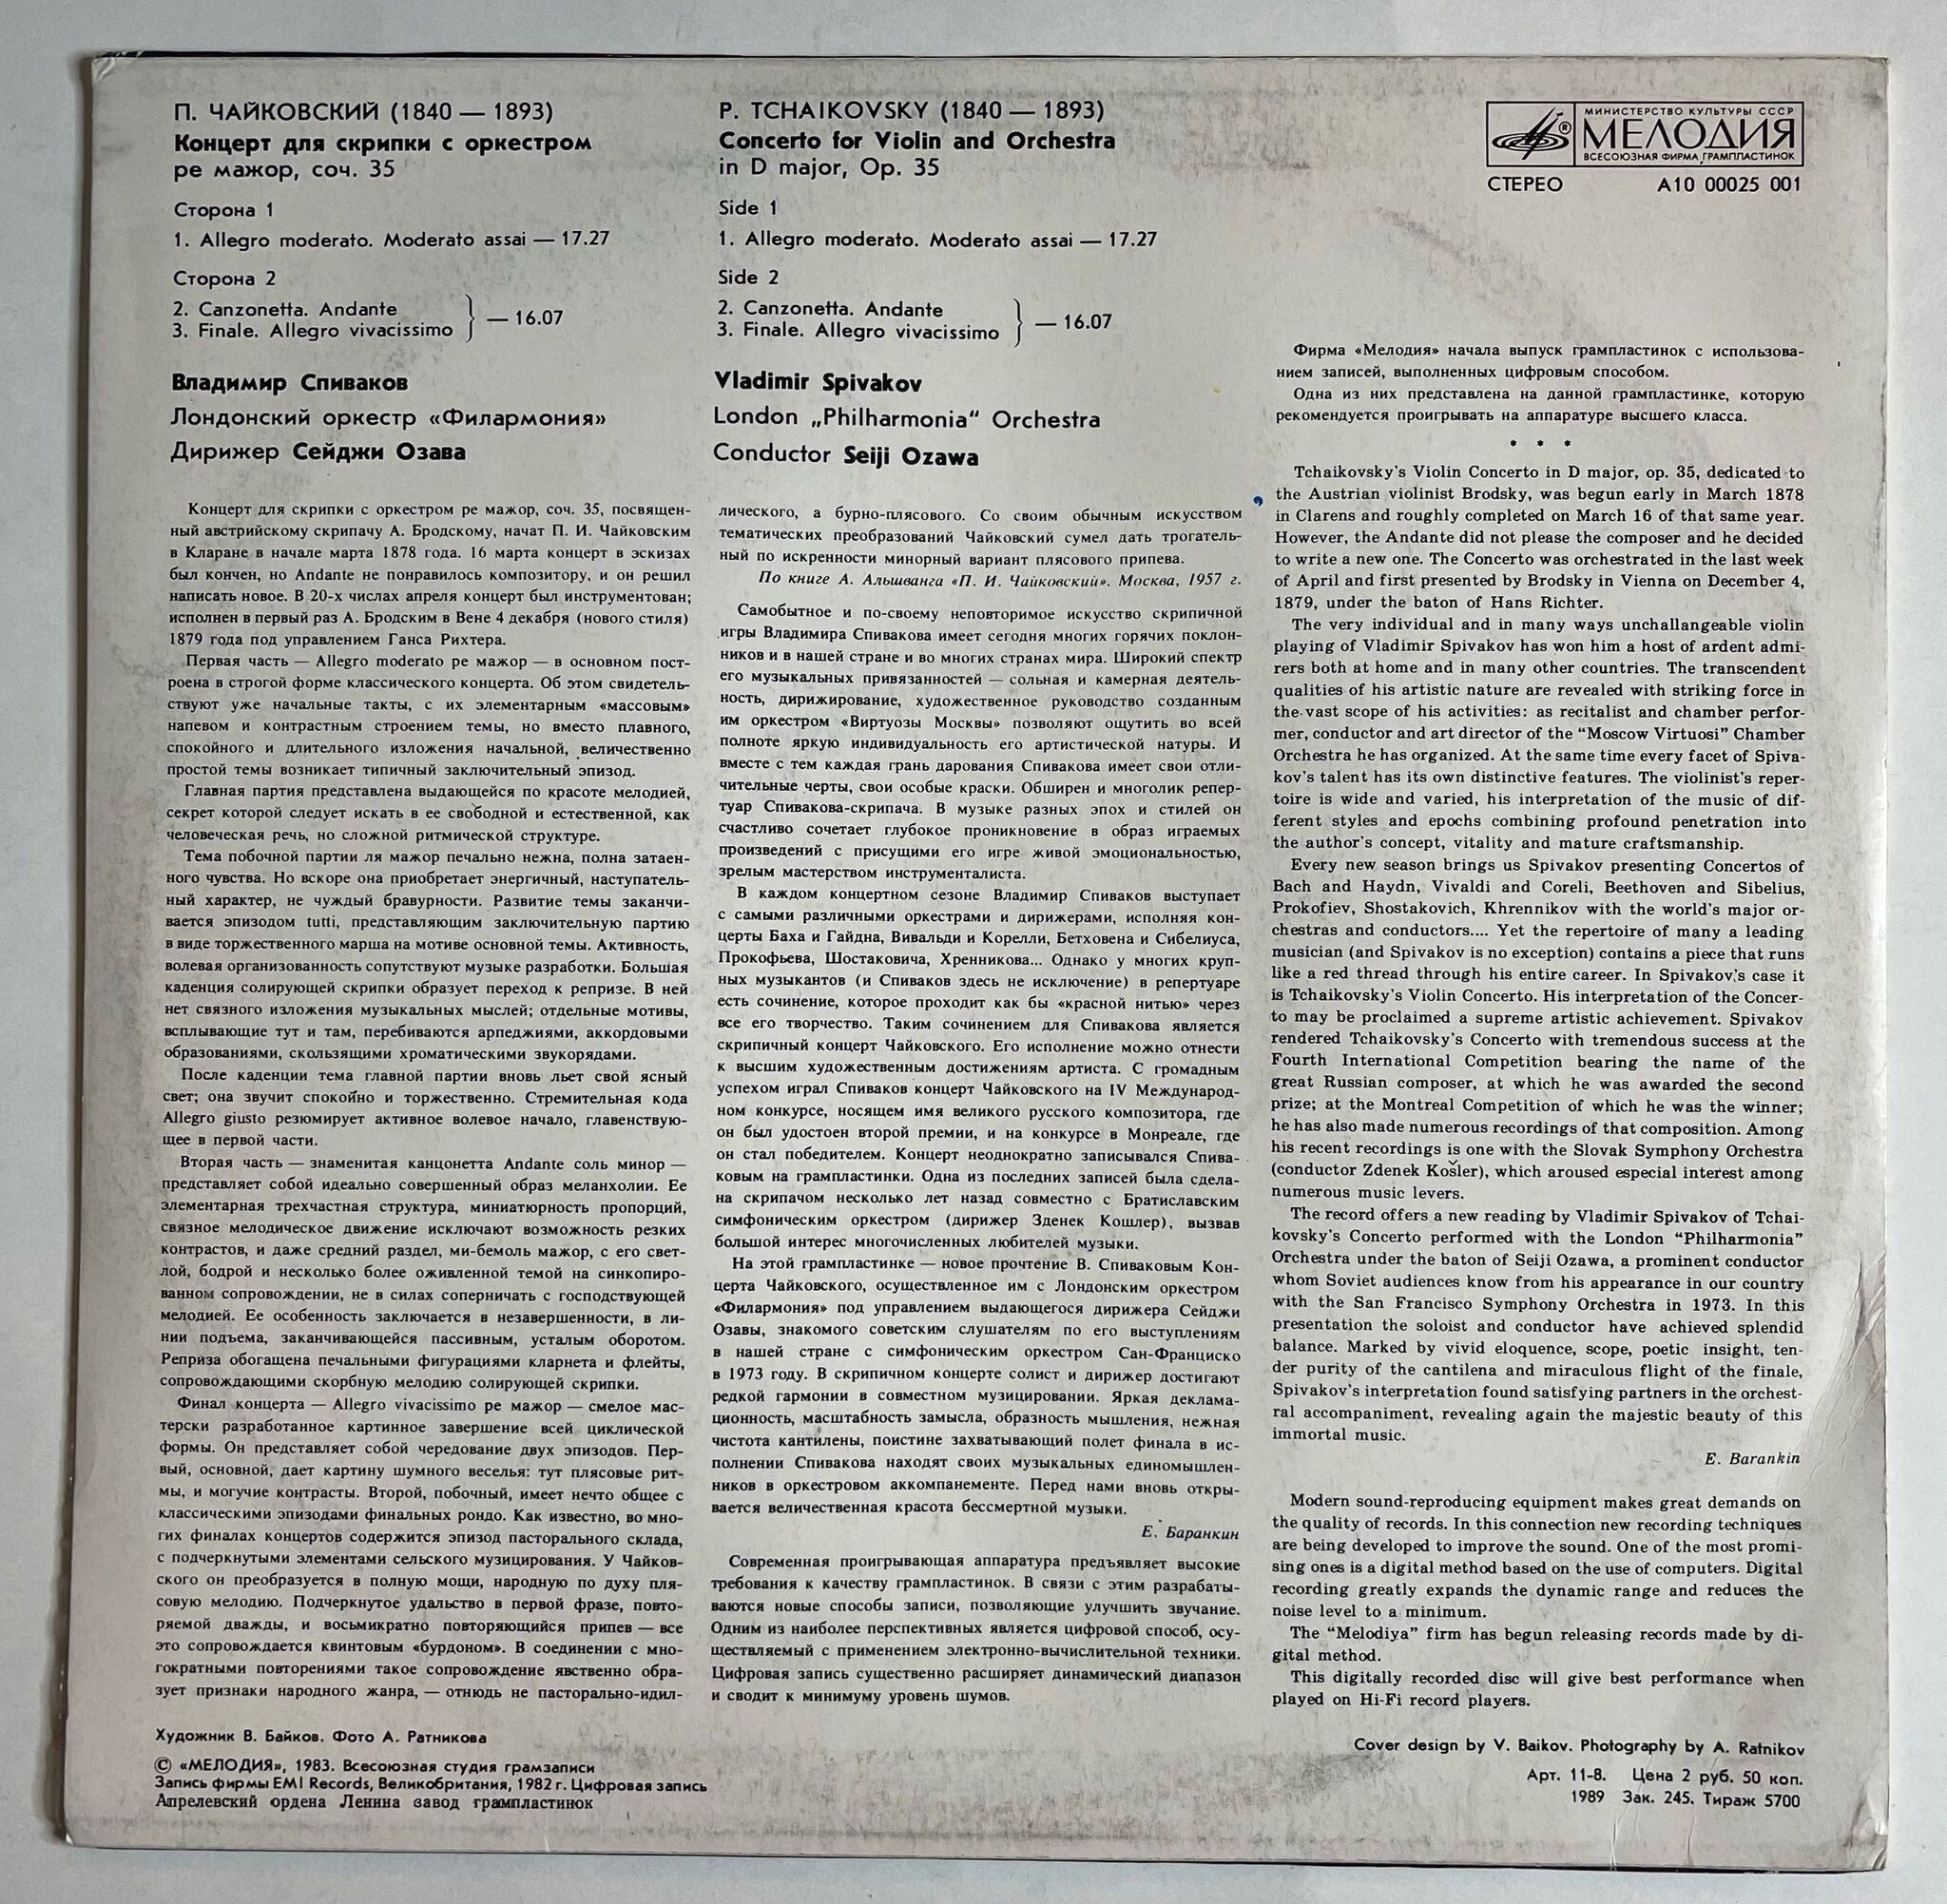 П. ЧАЙКОВСКИЙ (1840 — 1893)
Концерт для скрипки с оркестром
ре мажор, соч. 35
Сторона 1
1. Allegro moderato. Moderato assai — 17.27
Сторона 2
2. Canzonetta. Andante
3. Finale. Allegro vivacissimo
— 16.07
Владимир Спиваков
Лондонский оркестр «Филармония»
Дирижер Сейджи Озава
P. TCHAIKOVSKY (1840 — 1893)
Concerto for Violin and Orchestra
in D major, Op. 35
Side 1
1. Allegro moderato. Moderato assai — 17.27
Side 2
2. Canzonetta. Andante
3. Finale. Allegro vivacissimo
— 16.07
Vladimir Spivakov
London „Philharmonia“ Orchestra
Conductor Seiji Ozawa
МИНИСТЕРСТВО КУЛЬТУРЫ СССР
® МЕЛОДИЯ
ВСЕСОЮЗНАЯ ФИРМА ГРАМПЛАСТИНОК
СТЕРЕО А10 00025 001
Концерт для скрипки с оркестром ре мажор, соч. 35, посвящен-
ный австрийскому скрипачу А. Бродскому, начат П. И. Чайковским
в Кларане в начале марта 1878 года. 16 марта концерт в эскизах
был кончен, но Andante не понравилось композитору, и он решил
написать новое. В 20-х числах апреля концерт был инструментован;
исполнен в первый раз А. Бродским в Вене 4 декабря (нового стиля)
1879 года под управлением Ганса Рихтера.
Первая часть — Allegro moderato ре мажор — в основном пост-
роена в строгой форме классического концерта. Об этом свидетель-
ствуют уже начальные такты, с их элементарным «массовым»
напевом и контрастным строением темы, но вместо плавного,
спокойного и длительного изложения начальной, величественно
простой темы возникает типичный заключительный эпизод.
Главная партия представлена выдающейся по красоте мелодией,
секрет которой следует искать в ее свободной и естественной, как
человеческая речь, но сложной ритмической структуре.
Тема побочной партии ля мажор печально нежна, полна затаен-
ного чувства. Но вскоре она приобретает энергичный, наступатель-
ный характер, не чуждый бравурности. Развитие темы заканчи-
вается эпизодом tutti, представляющим заключительную партию
в виде торжественного марша на мотиве основной темы. Активность,
волевая организованность сопутствуют музыке разработки. Большая
каденция солирующей скрипки образует переход к репризе. В ней
нет связного изложения музыкальных мыслей; отдельные мотивы,
всплывающие тут и там, перебиваются арпеджиями, аккордовыми
образованиями, скользящими хроматическими звукорядами.
После каденции тема главной партии вновь льет свой ясный
свет; она звучит спокойно и торжественно. Стремительная кода
Allegro giusto резюмирует активное волевое начало, главенствую-
щее в первой части.
Вторая часть — знаменитая канцонетта Andante соль минор —
представляет собой идеально совершенный образ меланхолии. Ее
элементарная трехчастная структура, миниатюрность пропорций,
связное мелодическое движение исключают возможность резких
контрастов, и даже средний раздел, ми-бемоль мажор, с его свет-
лой, бодрой и несколько более оживленной темой на синкопиро-
ванном сопровождении, не в силах соперничать с господствующей
мелодией. Ее особенность заключается в незавершенности, в ли-
нии подъема, заканчивающейся пассивным, усталым оборотом.
Реприза обогащена печальными фигурациями кларнета и флейты,
сопровождающими скорбную мелодию солирующей скрипки.
Финал концерта — Allegro vivacissimo ре мажор — смелое мас-
терски разработанное картинное завершение всей циклической
формы. Он представляет собой чередование двух эпизодов. Пер-
вый, основной, дает картину шумного веселья: тут плясовые рит-
мы, и могучие контрасты. Второй, побочный, имеет нечто общее с
классическими эпизодами финальных рондо. Как известно, во мно-
гих финалах концертов содержится эпизод пасторального склада,
с подчеркнутыми элементами сельского музицирования. У Чайков-
ского он преобразуется в полную мощи, народную по духу пля-
совую мелодию. Подчеркнутое удальство в первой фразе, повто-
ряемой дважды, и восьмикратно повторяющийся припев — все
это сопровождается квинтовым «бурдоном». В соединении с мно-
гократными повторениями такое сопровождение явственно обра-
зует признаки народного жанра, — отнюдь не пасторально-идил-
лического, а бурно-плясового. Со своим обычным искусством
тематических преобразований Чайковский сумел дать трогатель-
ный по искренности минорный вариант плясового припева.
По книге А. Альшванга «П. И. Чайковский». Москва, 1957 г.
Самобытное и по-своему неповторимое искусство скрипичной
игры Владимира Спивакова имеет сегодня многих горячих поклон-
ников и в нашей стране и во многих странах мира. Широкий спектр
его музыкальных привязанностей — сольная и камерная деятель-
ность, дирижирование, художественное руководство созданным
им оркестром «Виртуозы Москвы» позволяют ощутить во всей
полноте яркую индивидуальность его артистической натуры. И
вместе с тем каждая грань дарования Спивакова имеет свои отли-
чительные черты, свои особые краски. Обширен и многолик репер-
туар Спивакова-скрипача. В музыке разных эпох и стилей он
счастливо сочетает глубокое проникновение в образ играемых
произведений с присущими его игре живой эмоциональностью,
зрелым мастерством инструменталиста.
В каждом концертном сезоне Владимир Спиваков выступает
с самыми различными оркестрами и дирижерами, исполняя кон-
церты Баха и Гайдна, Вивальди и Корелли, Бетховена и Сибелиуса,
Прокофьева, Шостаковича, Хренникова... Однако у многих круп-
ных музыкантов (и Спиваков здесь не исключение) в репертуаре
есть сочинение, которое проходит как бы «красной нитью» через
все его творчество. Таким сочинением для Спивакова является
скрипичный концерт Чайковского. Его исполнение можно отнести
к высшим художественным достижениям артиста. С громадным
успехом играл Спиваков концерт Чайковского на IV Международ-
ном конкурсе, носящем имя великого русского композитора, где
он был удостоен второй премии, и на конкурсе в Монреале, где
он стал победителем. Концерт неоднократно записывался Спива-
ковым на грампластинки. Одна из последних записей была сдела-
на скрипачом несколько лет назад совместно с Братиславским
симфоническим оркестром (дирижер Зденек Кошлер), вызвав
большой интерес многочисленных любителей музыки.
На этой грампластинке — новое прочтение В. Спиваковым Кон-
церта Чайковского, осуществленное им с Лондонским оркестром
«Филармония» под управлением выдающегося дирижера Сейджи
Озавы, знакомого советским слушателям по его выступлениям
в нашей стране с симфоническим оркестром Сан-Франциско
в 1973 году. В скрипичном концерте солист и дирижер достигают
редкой гармонии в совместном музицировании. Яркая деклама-
ционность, масштабность замысла, образность мышления, нежная
чистота кантилены, поистине захватывающий полет финала в ис-
полнении Спивакова находят своих музыкальных единомышлен-
ников в оркестровом аккомпанементе. Перед нами вновь откры-
вается величественная красота бессмертной музыки.
Е. Баранкин
Современная проигрывающая аппаратура предъявляет высокие
требования к качеству грампластинок. В связи с этим разрабаты-
ваются новые способы записи, позволяющие улучшить звучание.
Одним из наиболее перспективных является цифровой способ, осу-
ществляемый с применением электронно-вычислительной техники.
Цифровая запись существенно расширяет динамический диапазон
и сводит к минимуму уровень шумов.
Фирма «Мелодия» начала выпуск грампластинок с использова-
нием записей, выполненных цифровым способом.
Одна из них представлена на данной грампластинке, которую
рекомендуется проигрывать на аппаратуре высшего класса.
* * *
Tchaikovsky's Violin Concerto in D major, op. 35, dedicated to
the Austrian violinist Brodsky, was begun early in March 1878
in Clarens and roughly completed on March 16 of that same year.
However, the Andante did not please the composer and he decided
to write a new one. The Concerto was orchestrated in the last week
of April and first presented by Brodsky in Vienna on December 4,
1879, under the baton of Hans Richter.
The very individual and in many ways unchallangeable violin
playing of Vladimir Spivakov has won him a host of ardent admi-
rers both at home and in many other countries. The transcendent
qualities of his artistic nature are revealed with striking force in
the vast scope of his activities: as recitalist and chamber perfor-
mer, conductor and art director of the “Moscow Virtuosi” Chamber
Orchestra he has organized. At the same time every facet of Spiva-
kov's talent has its own distinctive features. The violinist's reper-
toire is wide and varied, his interpretation of the music of dif-
ferent styles and epochs combining profound penetration into
the author's concept, vitality and mature craftsmanship.
Every new season brings us Spivakov presenting Concertos of
Bach and Haydn, Vivaldi and Coreli, Beethoven and Sibelius,
Prokofiev, Shostakovich, Khrennikov with the world's major or-
chestras and conductors.... Yet the repertoire of many a leading
musician (and Spivakov is no exception) contains a piece that runs
like a red thread through his entire career. In Spivakov's case it
is Tchaikovsky's Violin Concerto. His interpretation of the Concer-
to may be proclaimed a supreme artistic achievement. Spivakov
rendered Tchaikovsky's Concerto with tremendous success at the
Fourth International Competition bearing the name of the
great Russian composer, at which he was awarded the second
prize; at the Montreal Competition of which he was the winner;
he has also made numerous recordings of that composition. Among
his recent recordings is one with the Slovak Symphony Orchestra
(conductor Zdenek Košler), which aroused especial interest among
numerous music levers.
The record offers a new reading by Vladimir Spivakov of Tchai-
kovsky's Concerto performed with the London “Philharmonia”
Orchestra under the baton of Seiji Ozawa, a prominent conductor
whom Soviet audiences know from his appearance in our country
with the San Francisco Symphony Orchestra in 1973. In this
presentation the soloist and conductor have achieved splendid
balance. Marked by vivid eloquence, scope, poetic insight, ten-
der purity of the cantilena and miraculous flight of the finale,
Spivakov's interpretation found satisfying partners in the orchest-
ral accompaniment, revealing again the majestic beauty of this
immortal music.
E. Barankin
Modern sound-reproducing equipment makes great demands on
the quality of records. In this connection new recording techniques
are being developed to improve the sound. One of the most promi-
sing ones is a digital method based on the use of computers. Digital
recording greatly expands the dynamic range and reduces the
noise level to a minimum.
The “Melodiya” firm has begun releasing records made by di-
gital method.
This digitally recorded disc will give best performance when
played on Hi-Fi record players.
Художник В. Байков. Фото А. Ратникова
© «МЕЛОДИЯ», 1983. Всесоюзная студия грамзаписи
Запись фирмы EMI Records, Великобритания, 1982 г. Цифровая запись
Апрелевский ордена Ленина завод грампластинок
Cover design by V. Baikov. Photography by A. Ratnikov
Арт. 11-8. Цена 2 руб. 50 коп.
1989 Зак. 245. Тираж 5700